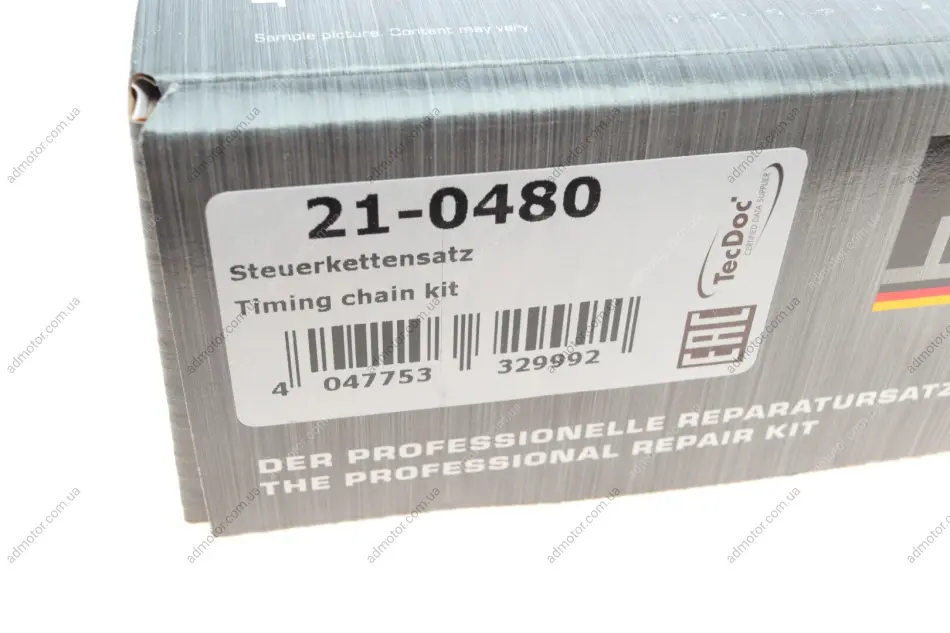 Sample picture. Content may vary.
21-0480
Steuerkettensatz
Timing chain kit
4 047753 329992
TecDoc
CERTIFIED DATA SUPPLIER
EAC
DER PROFESSIONELLE REPARATURSATZ
THE PROFESSIONAL REPAIR KIT
admotor.com.ua